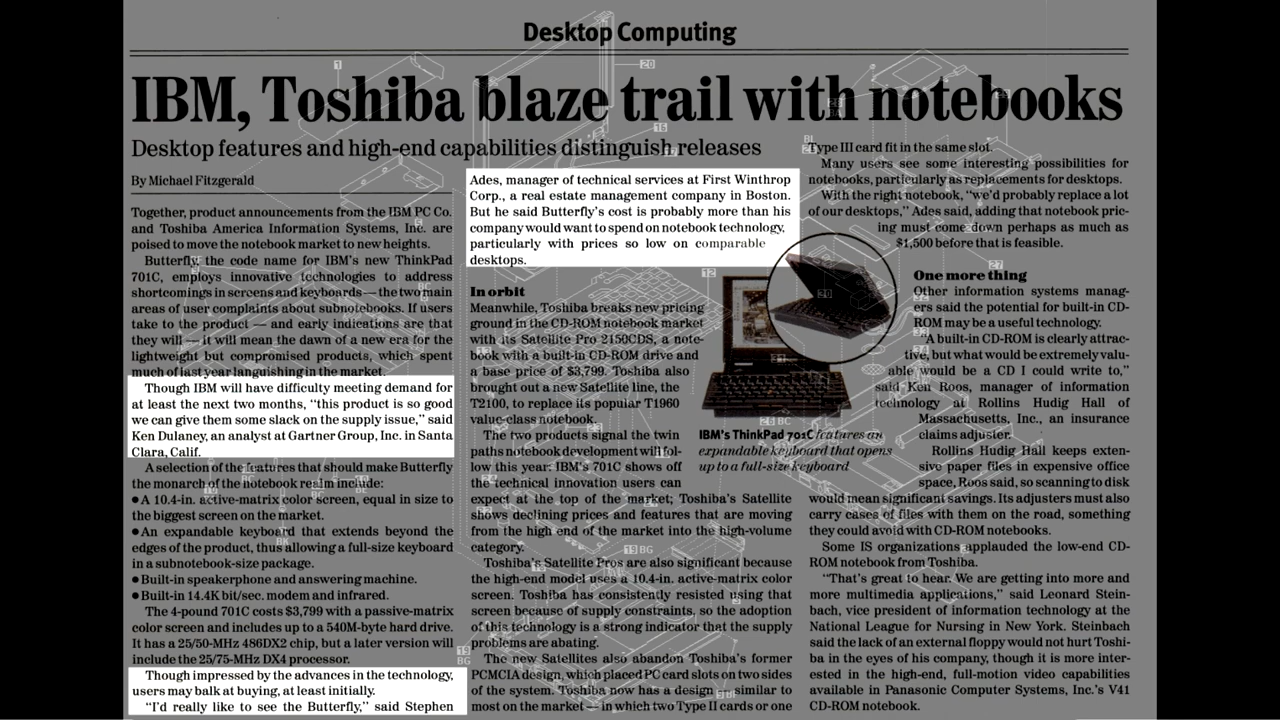 Desktop Computing
IBM, Toshiba blaze trail with notebooks
Desktop features and high-end capabilities distinguish releases
By Michael Fitzgerald
Together, product announcements from the IBM PC Co.
and Toshiba America Information Systems, Inc. are
poised to move the notebook market to new heights.
Butterfly, the code name for IBM's new ThinkPad
701C, employs innovative technologies to address
shortcomings in screens and keyboards — the two main
areas of user complaints about subnotebooks. If users
take to the product — and early indications are that
they will — it will mean the dawn of a new era for the
lightweight but compromised products, which spent
much of last year languishing in the market.
Though IBM will have difficulty meeting demand for
at least the next two months, "this product is so good
we can give them some slack on the supply issue," said
Ken Dulaney, an analyst at Gartner Group, Inc. in Santa
Clara, Calif.
A selection of the features that should make Butterfly
the monarch of the notebook realm include:
● A 10.4-in. active-matrix color screen, equal in size to
the biggest screen on the market.
● An expandable keyboard that extends beyond the
edges of the product, thus allowing a full-size keyboard
in a subnotebook-size package.
● Built-in speakerphone and answering machine.
● Built-in 14.4K bit/sec. modem and infrared.
The 4-pound 701C costs $3,799 with a passive-matrix
color screen and includes up to a 540M-byte hard drive.
It has a 25/50-MHz 486DX2 chip, but a later version will
include the 25/75-MHz DX4 processor.
Though impressed by the advances in the technology,
users may balk at buying, at least initially.
"I'd really like to see the Butterfly," said Stephen
Ades, manager of technical services at First Winthrop
Corp., a real estate management company in Boston.
But he said Butterfly's cost is probably more than his
company would want to spend on notebook technology,
particularly with prices so low on comparable
desktops.
In orbit
Meanwhile, Toshiba breaks new pricing
ground in the CD-ROM notebook market
with its Satellite Pro 2150CDS, a note-
book with a built-in CD-ROM drive and
a base price of $3,799. Toshiba also
brought out a new Satellite line, the
T2100, to replace its popular T1960
value-class notebook.
The two products signal the twin
paths notebook development will fol-
low this year: IBM's 701C shows off
the technical innovation users can
expect at the top of the market; Toshiba's Satellite
shows declining prices and features that are moving
from the high end of the market into the high-volume
category.
Toshiba's Satellite Pros are also significant because
the high-end model uses a 10.4-in. active-matrix color
screen. Toshiba has consistently resisted using that
screen because of supply constraints, so the adoption
of this technology is a strong indicator that the supply
problems are abating.
The new Satellites also abandon Toshiba's former
PCMCIA design, which placed PC card slots on two sides
of the system. Toshiba now has a design — similar to
most on the market — in which two Type II cards or one
IBM's ThinkPad 701C features an
expandable keyboard that opens
up to a full-size keyboard
Type III card fit in the same slot.
Many users see some interesting possibilities for
notebooks, particularly as replacements for desktops.
With the right notebook, "we'd probably replace a lot
of our desktops," Ades said, adding that notebook pric-
ing must come down perhaps as much as
$1,500 before that is feasible.
One more thing
Other information systems manag-
ers said the potential for built-in CD-
ROM may be a useful technology.
"A built-in CD-ROM is clearly attrac-
tive, but what would be extremely valu-
able would be a CD I could write to,"
said Ken Roos, manager of information
technology at Rollins Hudig Hall of
Massachusetts, Inc., an insurance
claims adjuster.
Rollins Hudig Hall keeps exten-
sive paper files in expensive office
space, Roos said, so scanning to disk
would mean significant savings. Its adjusters must also
carry cases of files with them on the road, something
they could avoid with CD-ROM notebooks.
Some IS organizations applauded the low-end CD-
ROM notebook from Toshiba.
"That's great to hear. We are getting into more and
more multimedia applications," said Leonard Stein-
bach, vice president of information technology at the
National League for Nursing in New York. Steinbach
said the lack of an external floppy would not hurt Toshi-
ba in the eyes of his company, though it is more inter-
ested in the high-end, full-motion video capabilities
available in Panasonic Computer Systems, Inc.'s V41
CD-ROM notebook.